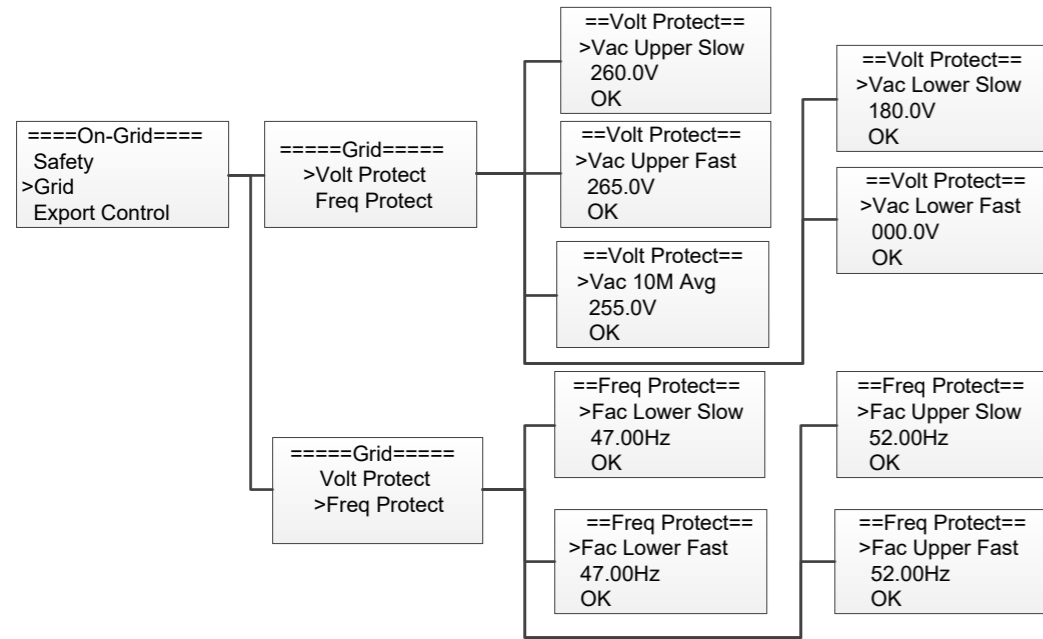 ====On-Grid====
Safety
>Grid
Export Control
=====Grid=====
>Volt Protect
Freq Protect
==Volt Protect==
>Vac Upper Slow
260.0V
OK
==Volt Protect==
>Vac Upper Fast
265.0V
OK
==Volt Protect==
>Vac 10M Avg
255.0V
OK
==Volt Protect==
>Vac Lower Slow
180.0V
OK
==Volt Protect==
>Vac Lower Fast
000.0V
OK
=====Grid=====
Volt Protect
>Freq Protect
==Freq Protect==
>Fac Lower Slow
47.00Hz
OK
==Freq Protect==
>Fac Lower Fast
47.00Hz
OK
==Freq Protect==
>Fac Upper Slow
52.00Hz
OK
==Freq Protect==
>Fac Upper Fast
52.00Hz
OK